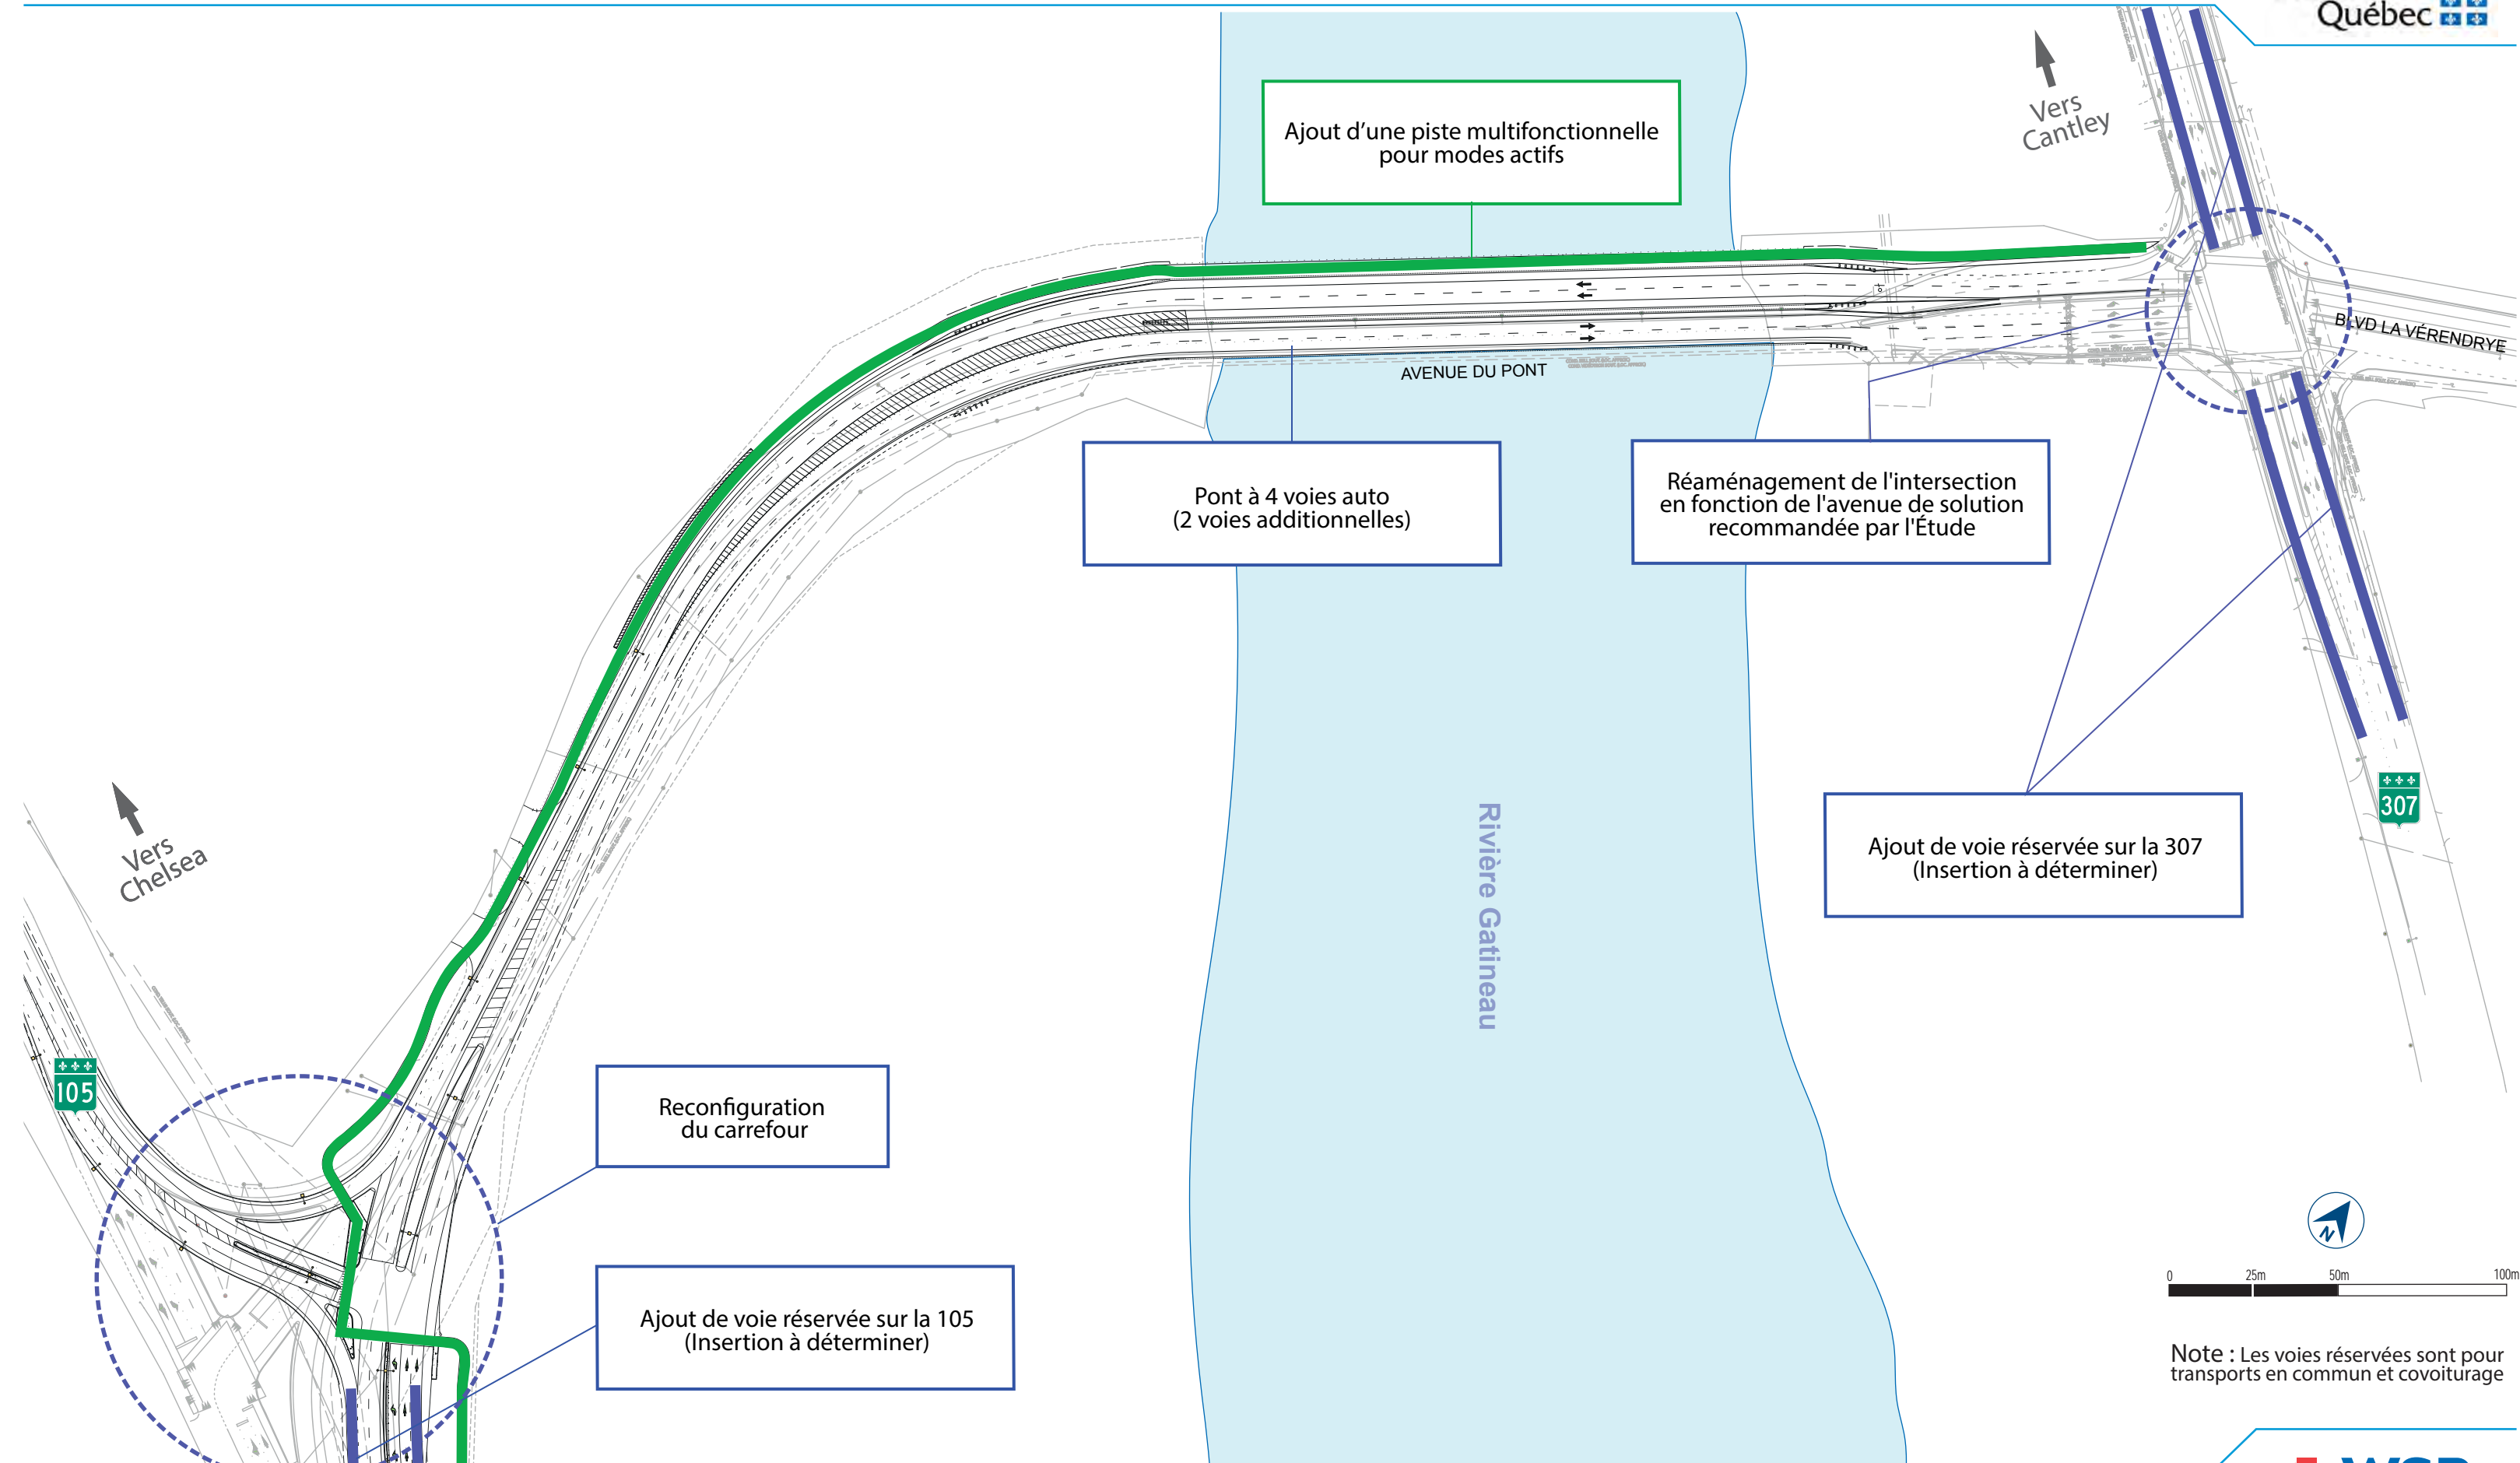 Québec
Vers
Cantley
Ajout d’une piste multifonctionnelle
pour modes actifs
BLVD LA VÉRENDRYE
AVENUE DU PONT
Pont à 4 voies auto
(2 voies additionnelles)
Réaménagement de l'intersection
en fonction de l'avenue de solution
recommandée par l'Étude
307
Ajout de voie réservée sur la 307
(Insertion à déterminer)
Rivière Gatineau
Vers
Chelsea
105
Reconfiguration
du carrefour
Ajout de voie réservée sur la 105
(Insertion à déterminer)
N
0 25m 50m 100m
Note : Les voies réservées sont pour
transports en commun et covoiturage